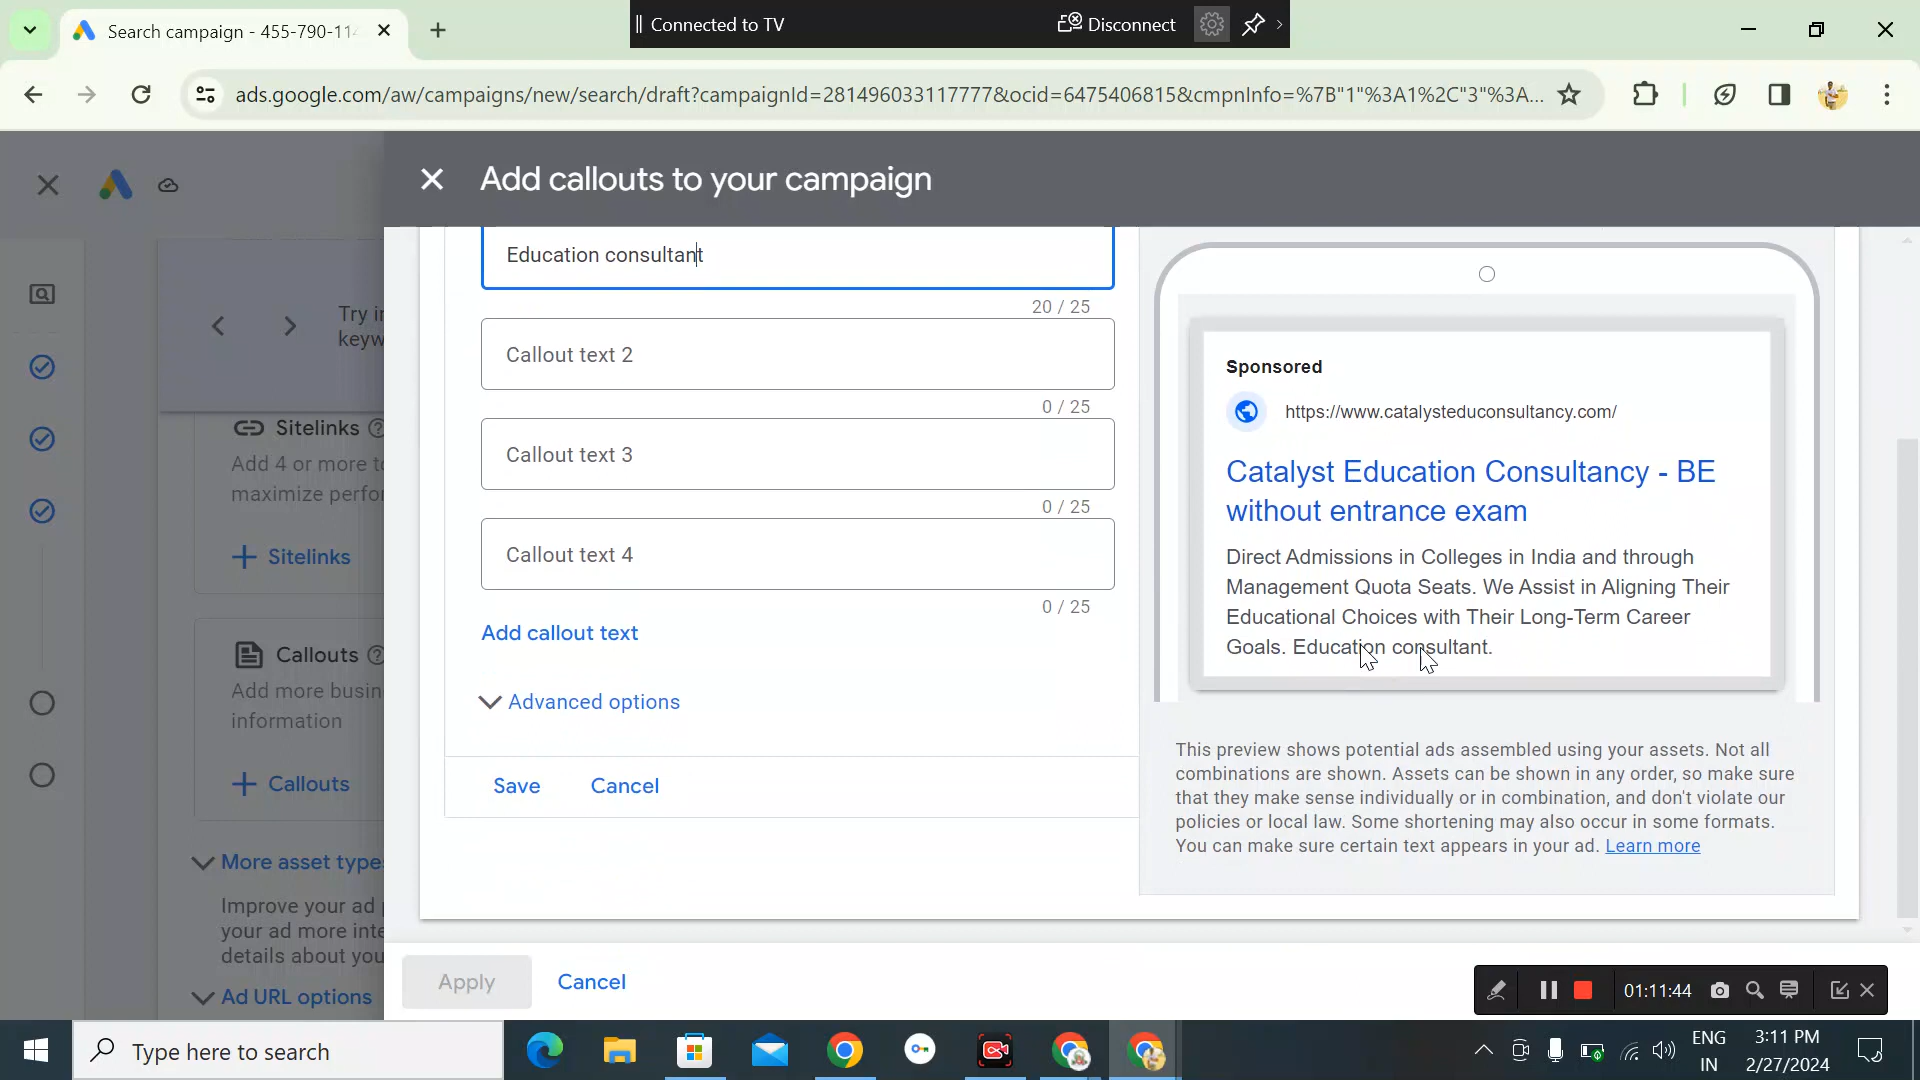 Search campaign - 455-790-114
Connected to TV
Disconnect
ads.google.com/aw/campaigns/new/search/draft?campaignId=281496033117777&ocid=6475406815&cmpnInfo=%7B"1"%3A1%2C"3"%3A...
Add callouts to your campaign
Try in
keyw
Sitelinks
Add 4 or more to
maximize perfor
Sitelinks
Callouts
Add more busin
information
Callouts
More asset types
Improve your ad p
your ad more inte
details about you
Ad URL options
Education consultant
20 / 25
Callout text 2
0 / 25
Callout text 3
0 / 25
Callout text 4
0 / 25
Add callout text
Advanced options
Save
Cancel
Apply
Cancel
Sponsored
https://www.catalysteduconsultancy.com/
Catalyst Education Consultancy - BE
without entrance exam
Direct Admissions in Colleges in India and through
Management Quota Seats. We Assist in Aligning Their
Educational Choices with Their Long-Term Career
Goals. Education consultant.
This preview shows potential ads assembled using your assets. Not all
combinations are shown. Assets can be shown in any order, so make sure
that they make sense individually or in combination, and don't violate our
policies or local law. Some shortening may also occur in some formats.
You can make sure certain text appears in your ad. Learn more
01:11:44
Type here to search
ENG
IN
3:11 PM
2/27/2024